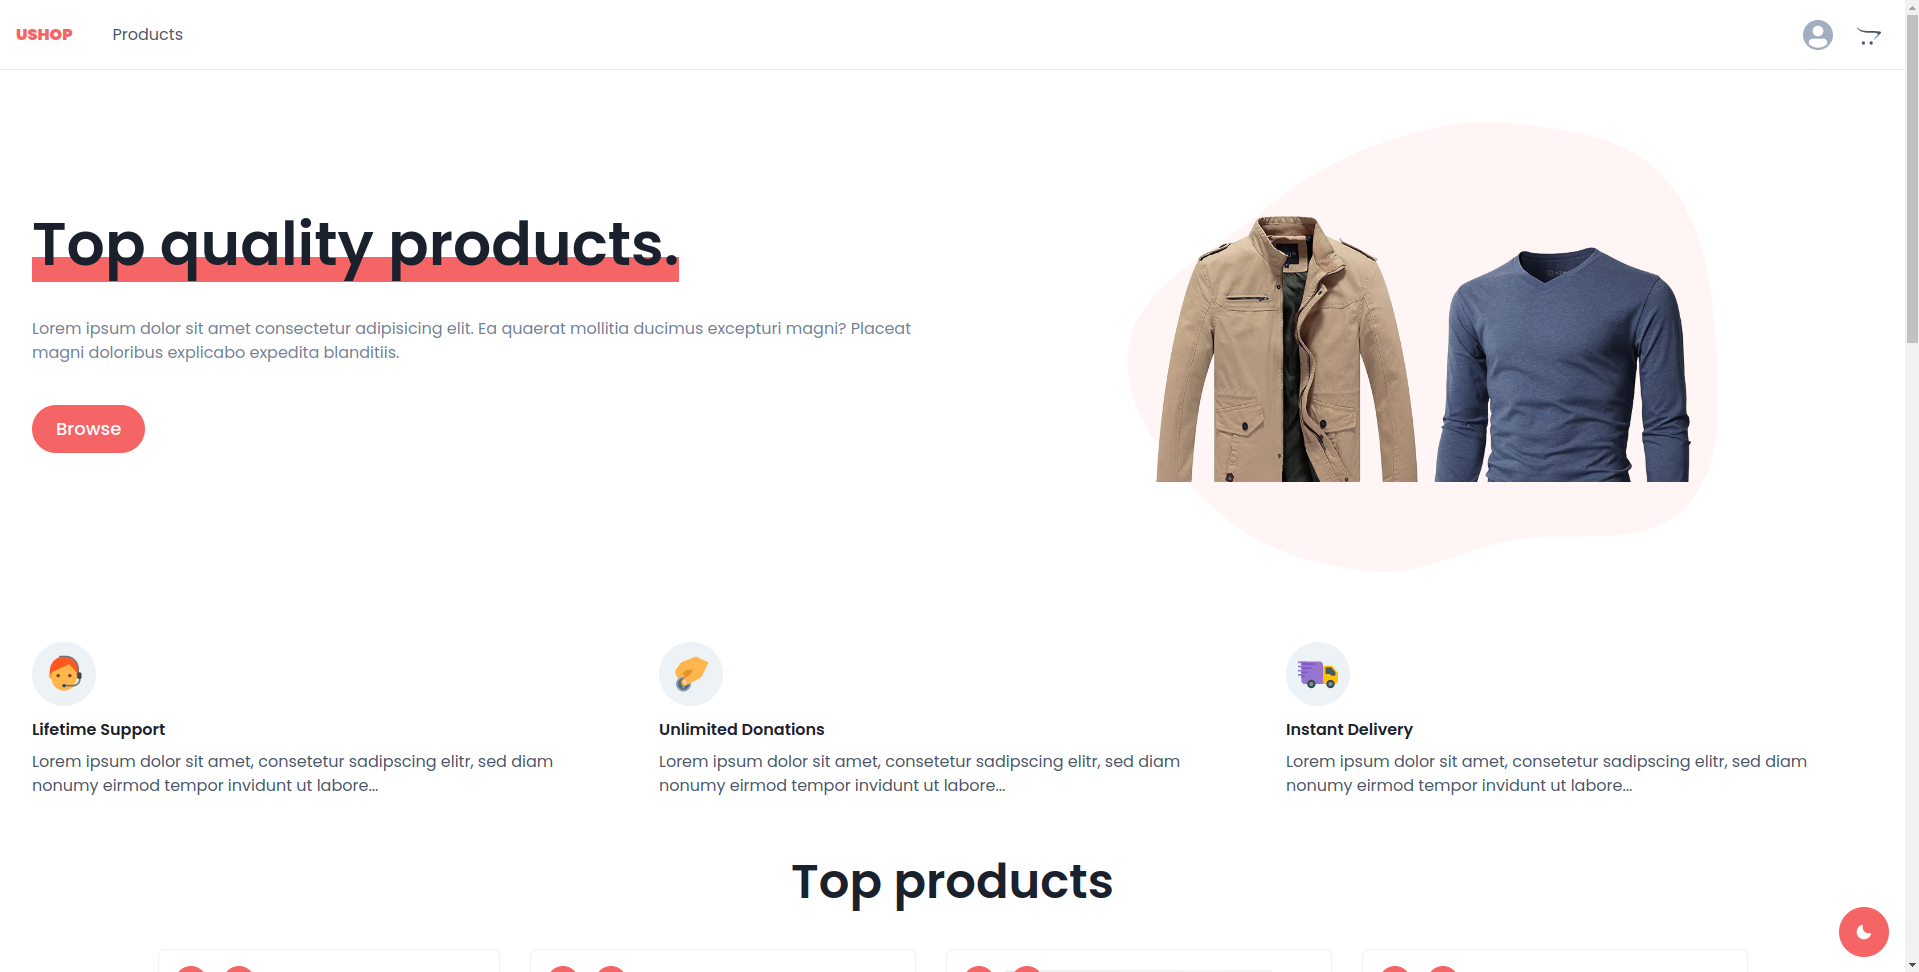 USHOP
Products
Top quality products.
Lorem ipsum dolor sit amet consectetur adipisicing elit. Ea quaerat mollitia ducimus excepturi magni? Placeat
magni doloribus explicabo expedita blanditiis.
Browse
Lifetime Support
Lorem ipsum dolor sit amet, consetetur sadipscing elitr, sed diam
nonumy eirmod tempor invidunt ut labore...
Unlimited Donations
Lorem ipsum dolor sit amet, consetetur sadipscing elitr, sed diam
nonumy eirmod tempor invidunt ut labore...
Instant Delivery
Lorem ipsum dolor sit amet, consetetur sadipscing elitr, sed diam
nonumy eirmod tempor invidunt ut labore...
Top products